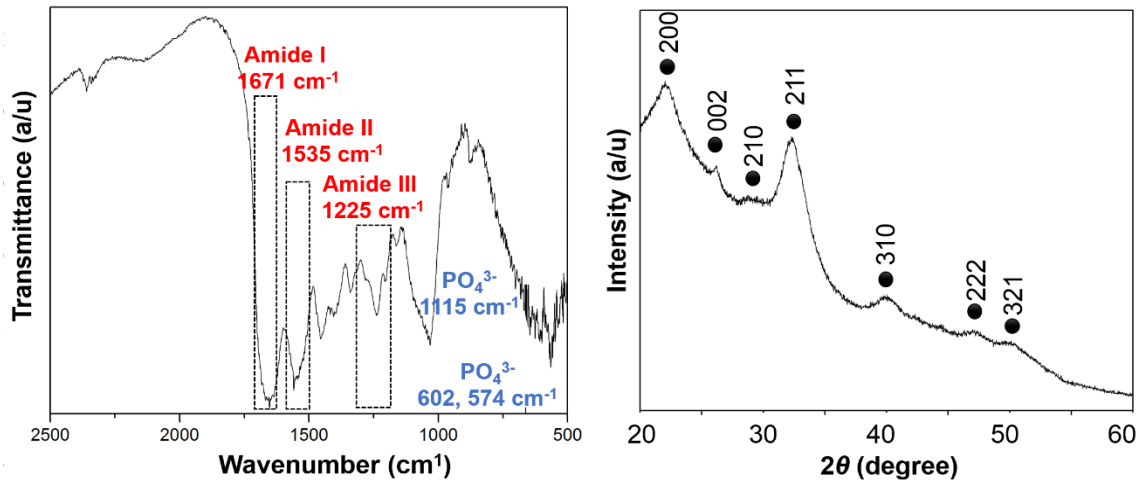 Transmittance (a/u)
Amide I
1671 cm⁻¹
Amide II
1535 cm⁻¹
Amide III
1225 cm⁻¹
PO₄³⁻
1115 cm⁻¹
PO₄³⁻
602, 574 cm⁻¹
2500 2000 1500 1000 500
Wavenumber (cm¹)
Intensity (a/u)
200
002
210
211
310
222
321
20 30 40 50 60
2θ (degree)